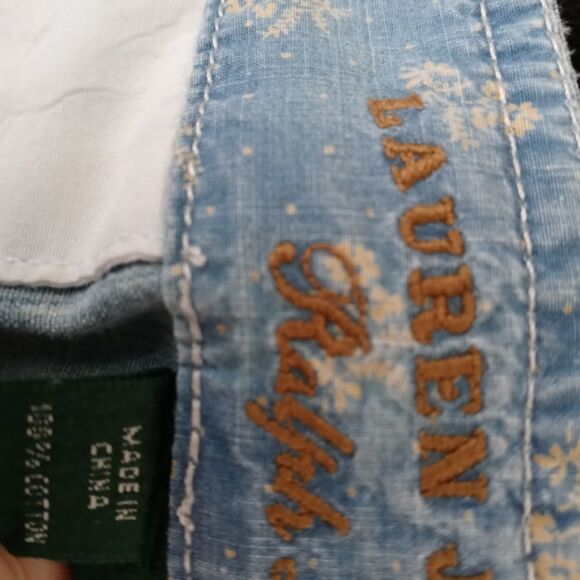 LAUREN J
Ralph
MADE IN
CHINA
100% COTTON